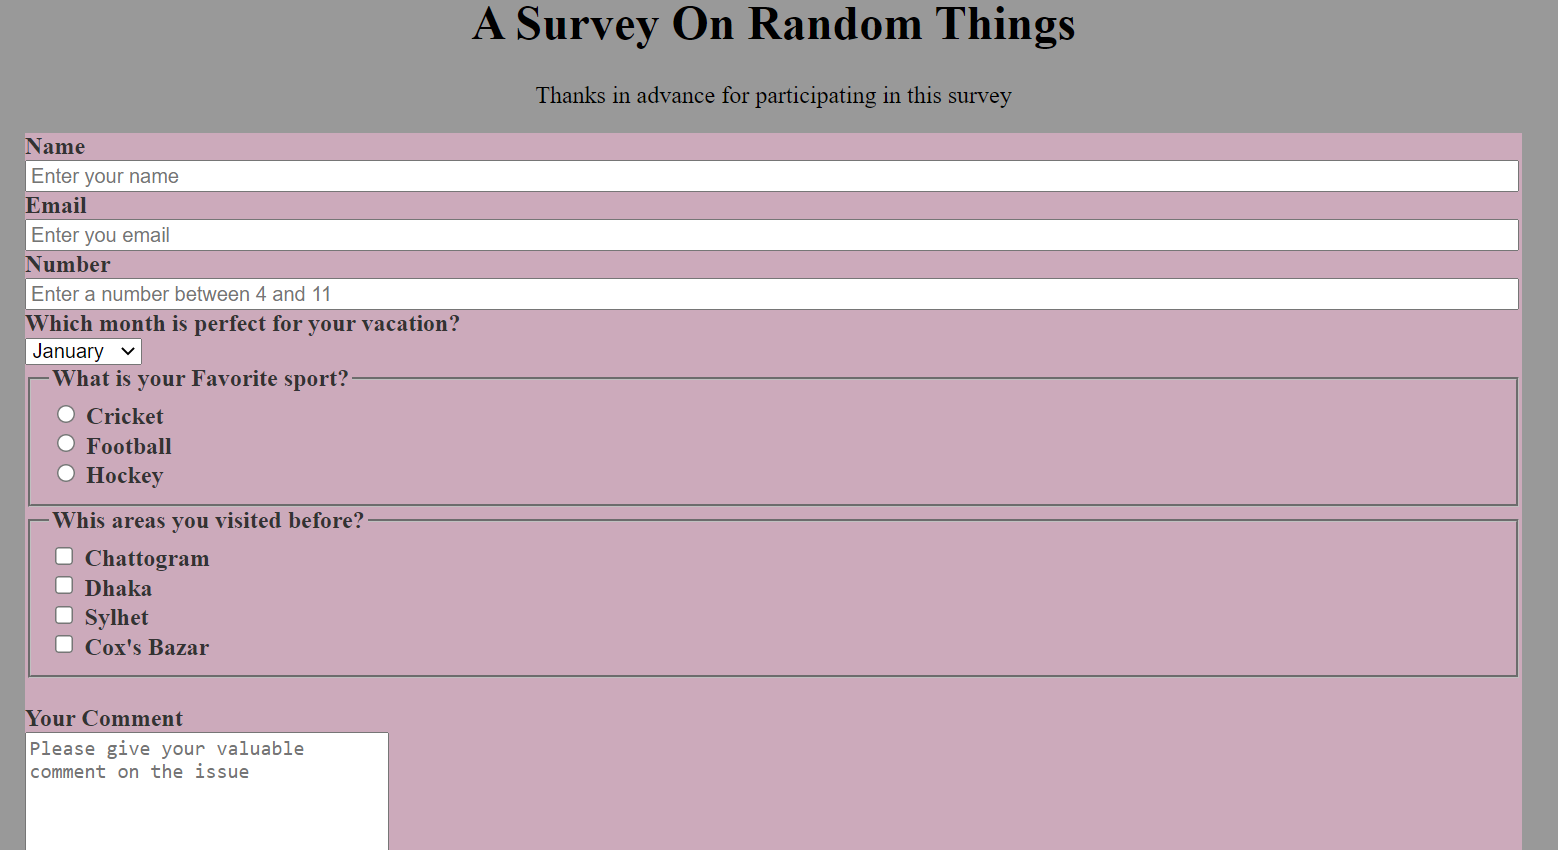 A Survey On Random Things
Thanks in advance for participating in this survey
Name
Enter your name
Email
Enter you email
Number
Enter a number between 4 and 11
Which month is perfect for your vacation?
January
What is your Favorite sport?
Cricket
Football
Hockey
Whis areas you visited before?
Chattogram
Dhaka
Sylhet
Cox's Bazar
Your Comment
Please give your valuable
comment on the issue